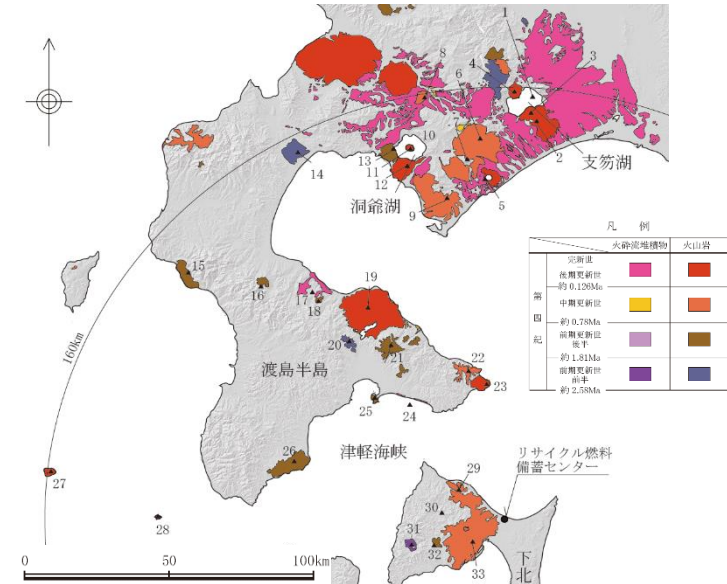 1
3
4
8
6
2
支笏湖
10
13
11
12
洞爺湖
14
5
9
凡 例
火砕流堆積物 火山岩
第四紀
完新世
後期更新世
約 0.126Ma
中期更新世
約 0.78Ma
前期更新世
後半
約 1.81Ma
前期更新世
前半
約 2.58Ma
15
16
17
18
19
20
21
22
23
渡島半島
160km
24
25
26
津軽海峡
リサイクル燃料
備蓄センター
27
28
29
30
31
32
33
下北
0 50 100km